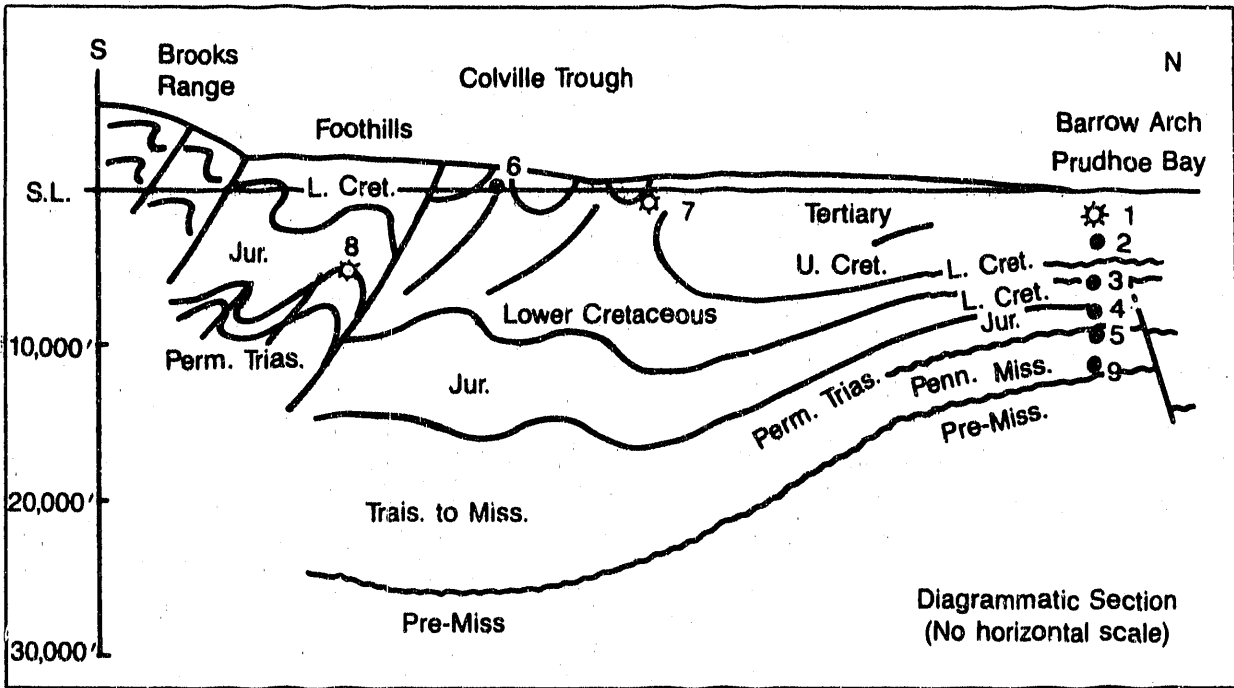 S
Brooks
Range
Colville Trough
N
Foothills
Barrow Arch
Prudhoe Bay
6
S.L.
L. Cret.
7
Tertiary
1
2
Jur.
8
U. Cret.
L. Cret.
3
L. Cret.
4
Lower Cretaceous
Jur.
5
10,000'
Perm. Trias.
Jur.
Perm. Trias.
Penn. Miss.
9
Pre-Miss.
20,000'
Trais. to Miss.
Pre-Miss
Diagrammatic Section
(No horizontal scale)
30,000'